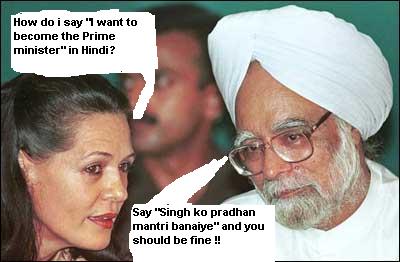 How do i say "I want to
become the Prime
minister" in Hindi?
Say "Singh ko pradhan
mantri banaiye" and you
should be fine !!